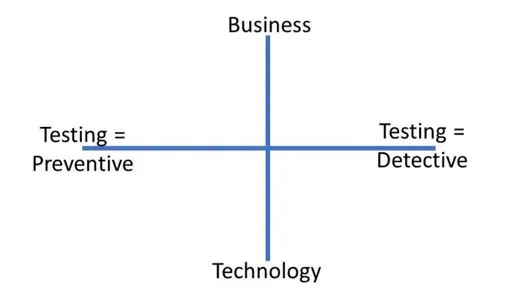 Business
Testing =
Preventive
Testing =
Detective
Technology